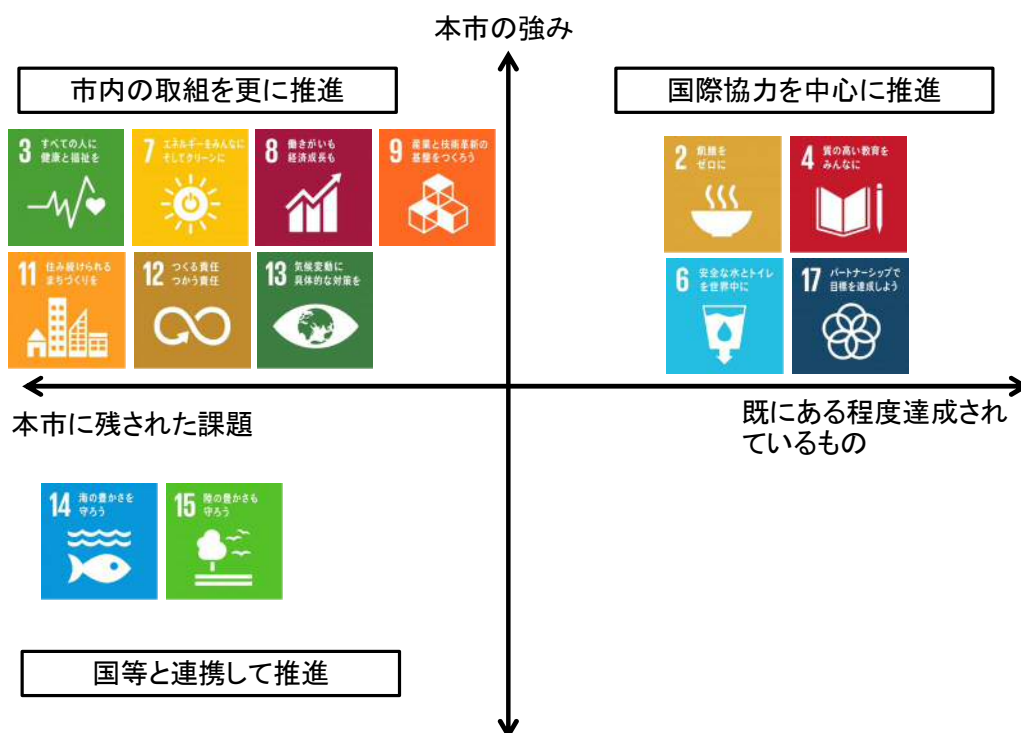 本市の強み
市内の取組を更に推進
国際協力を中心に推進
3 すべての人に
健康と福祉を
7 エネルギーをみんなに
そしてクリーンに
8 働きがいも
経済成長も
9 産業と技術革新の
基盤をつくろう
2 飢餓を
ゼロに
4 質の高い教育を
みんなに
11 住み続けられる
まちづくりを
12 つくる責任
つかう責任
13 気候変動に
具体的な対策を
6 安全な水とトイレ
を世界中に
17 パートナーシップで
目標を達成しよう
本市に残された課題
既にある程度達成され
ているもの
14 海の豊かさを
守ろう
15 陸の豊かさも
守ろう
国等と連携して推進